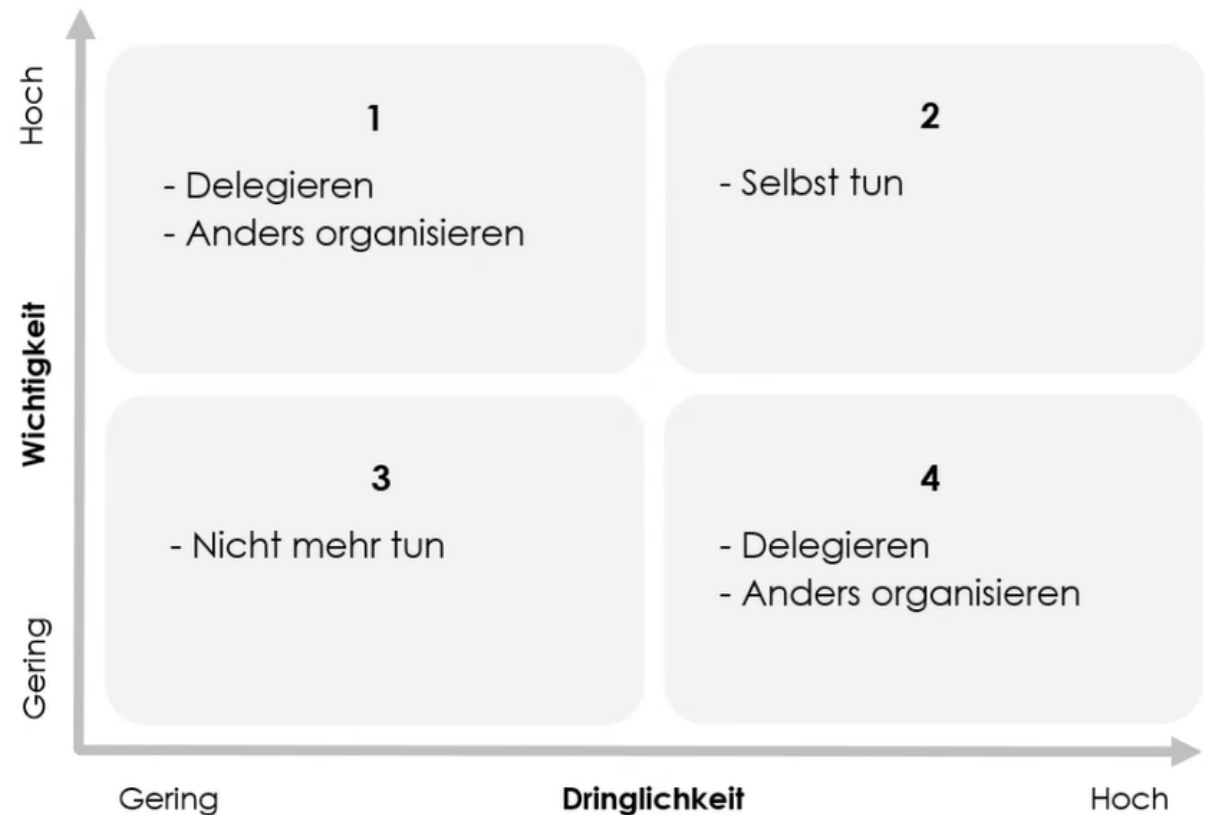 Hoch
1
2
- Delegieren
- Anders organisieren
- Selbst tun
Wichtigkeit
3
4
- Nicht mehr tun
- Delegieren
- Anders organisieren
Gering
Gering
Dringlichkeit
Hoch